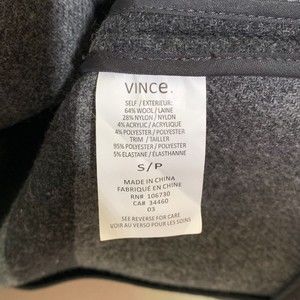 VINCE.
SELF / EXTERIEUR:
64% WOOL / LAINE
28% NYLON / NYLON
4% ACRYLIC / ACRYLIQUE
4% POLYESTER / POLYESTER
TRIM / TAILLER
95% POLYESTER / POLYESTER
5% ELASTANE / ÉLASTHANNE
S / P
MADE IN CHINA
FABRIQUÉ EN CHINE
RN# 106730
CA# 34460
03
SEE REVERSE FOR CARE
VOIR AU VERSO POUR LES SOINS